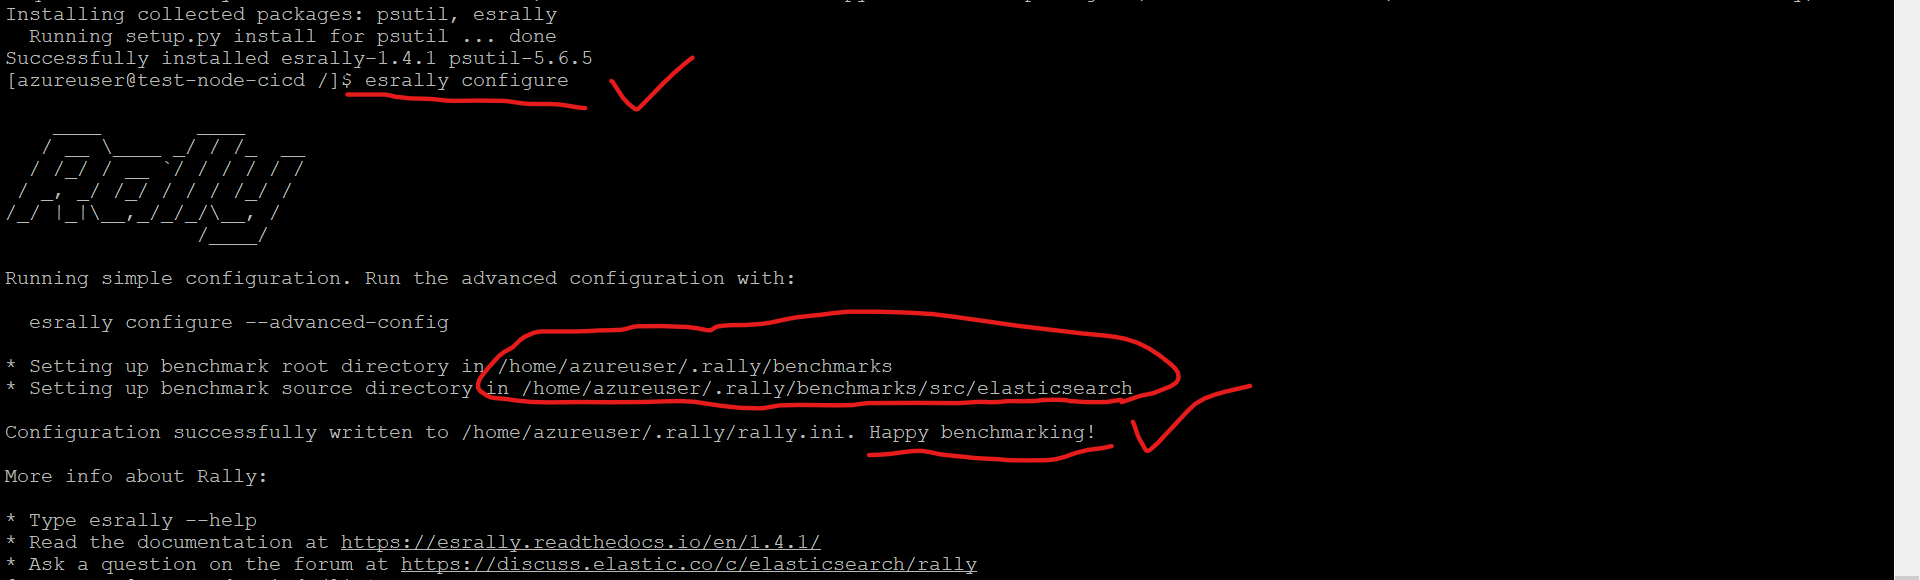 Installing collected packages: psutil, esrally
Running setup.py install for psutil ... done
Successfully installed esrally-1.4.1 psutil-5.6.5
[azureuser@test-node-cicd /]$ esrally configure
Rally
Running simple configuration. Run the advanced configuration with:
esrally configure --advanced-config
* Setting up benchmark root directory in /home/azureuser/.rally/benchmarks
* Setting up benchmark source directory in /home/azureuser/.rally/benchmarks/src/elasticsearch
Configuration successfully written to /home/azureuser/.rally/rally.ini. Happy benchmarking!
More info about Rally:
* Type esrally --help
* Read the documentation at https://esrally.readthedocs.io/en/1.4.1/
* Ask a question on the forum at https://discuss.elastic.co/c/elasticsearch/rally